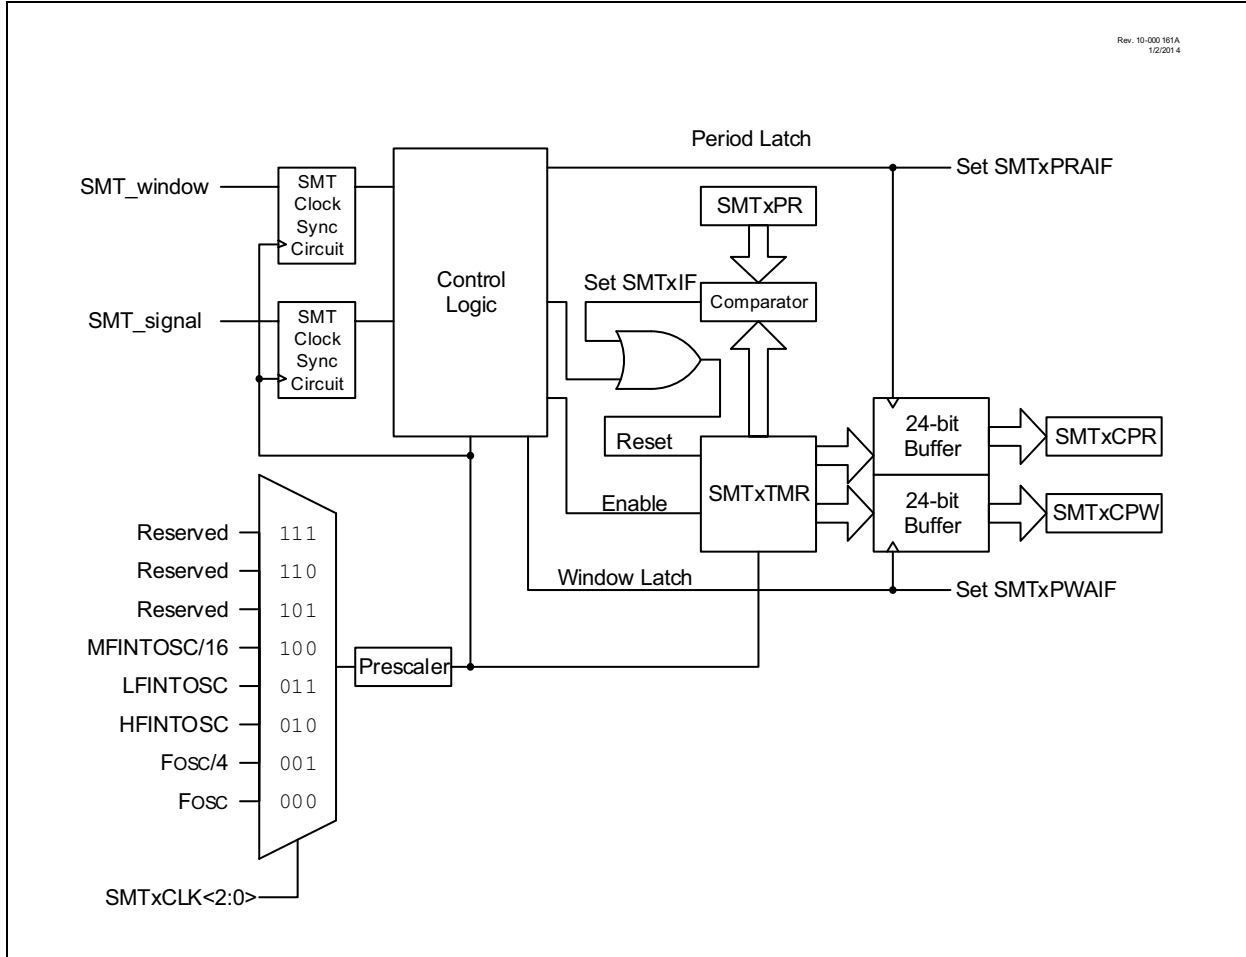 Rev. 10-000 161A
1/2/201 4
Period Latch
Set SMTxPRAIF
SMT_window
SMT
Clock
Sync
Circuit
SMTxPR
Control
Logic
Set SMTxIF
Comparator
SMT_signal
SMT
Clock
Sync
Circuit
Reset
24-bit
Buffer
SMTxCPR
SMTxTMR
Enable
24-bit
Buffer
SMTxCPW
Window Latch
Set SMTxPWAIF
Reserved 111
Reserved 110
Reserved 101
MFINTOSC/16 100
LFINTOSC 011
HFINTOSC 010
FOSC/4 001
FOSC 000
Prescaler
SMTxCLK<2:0>